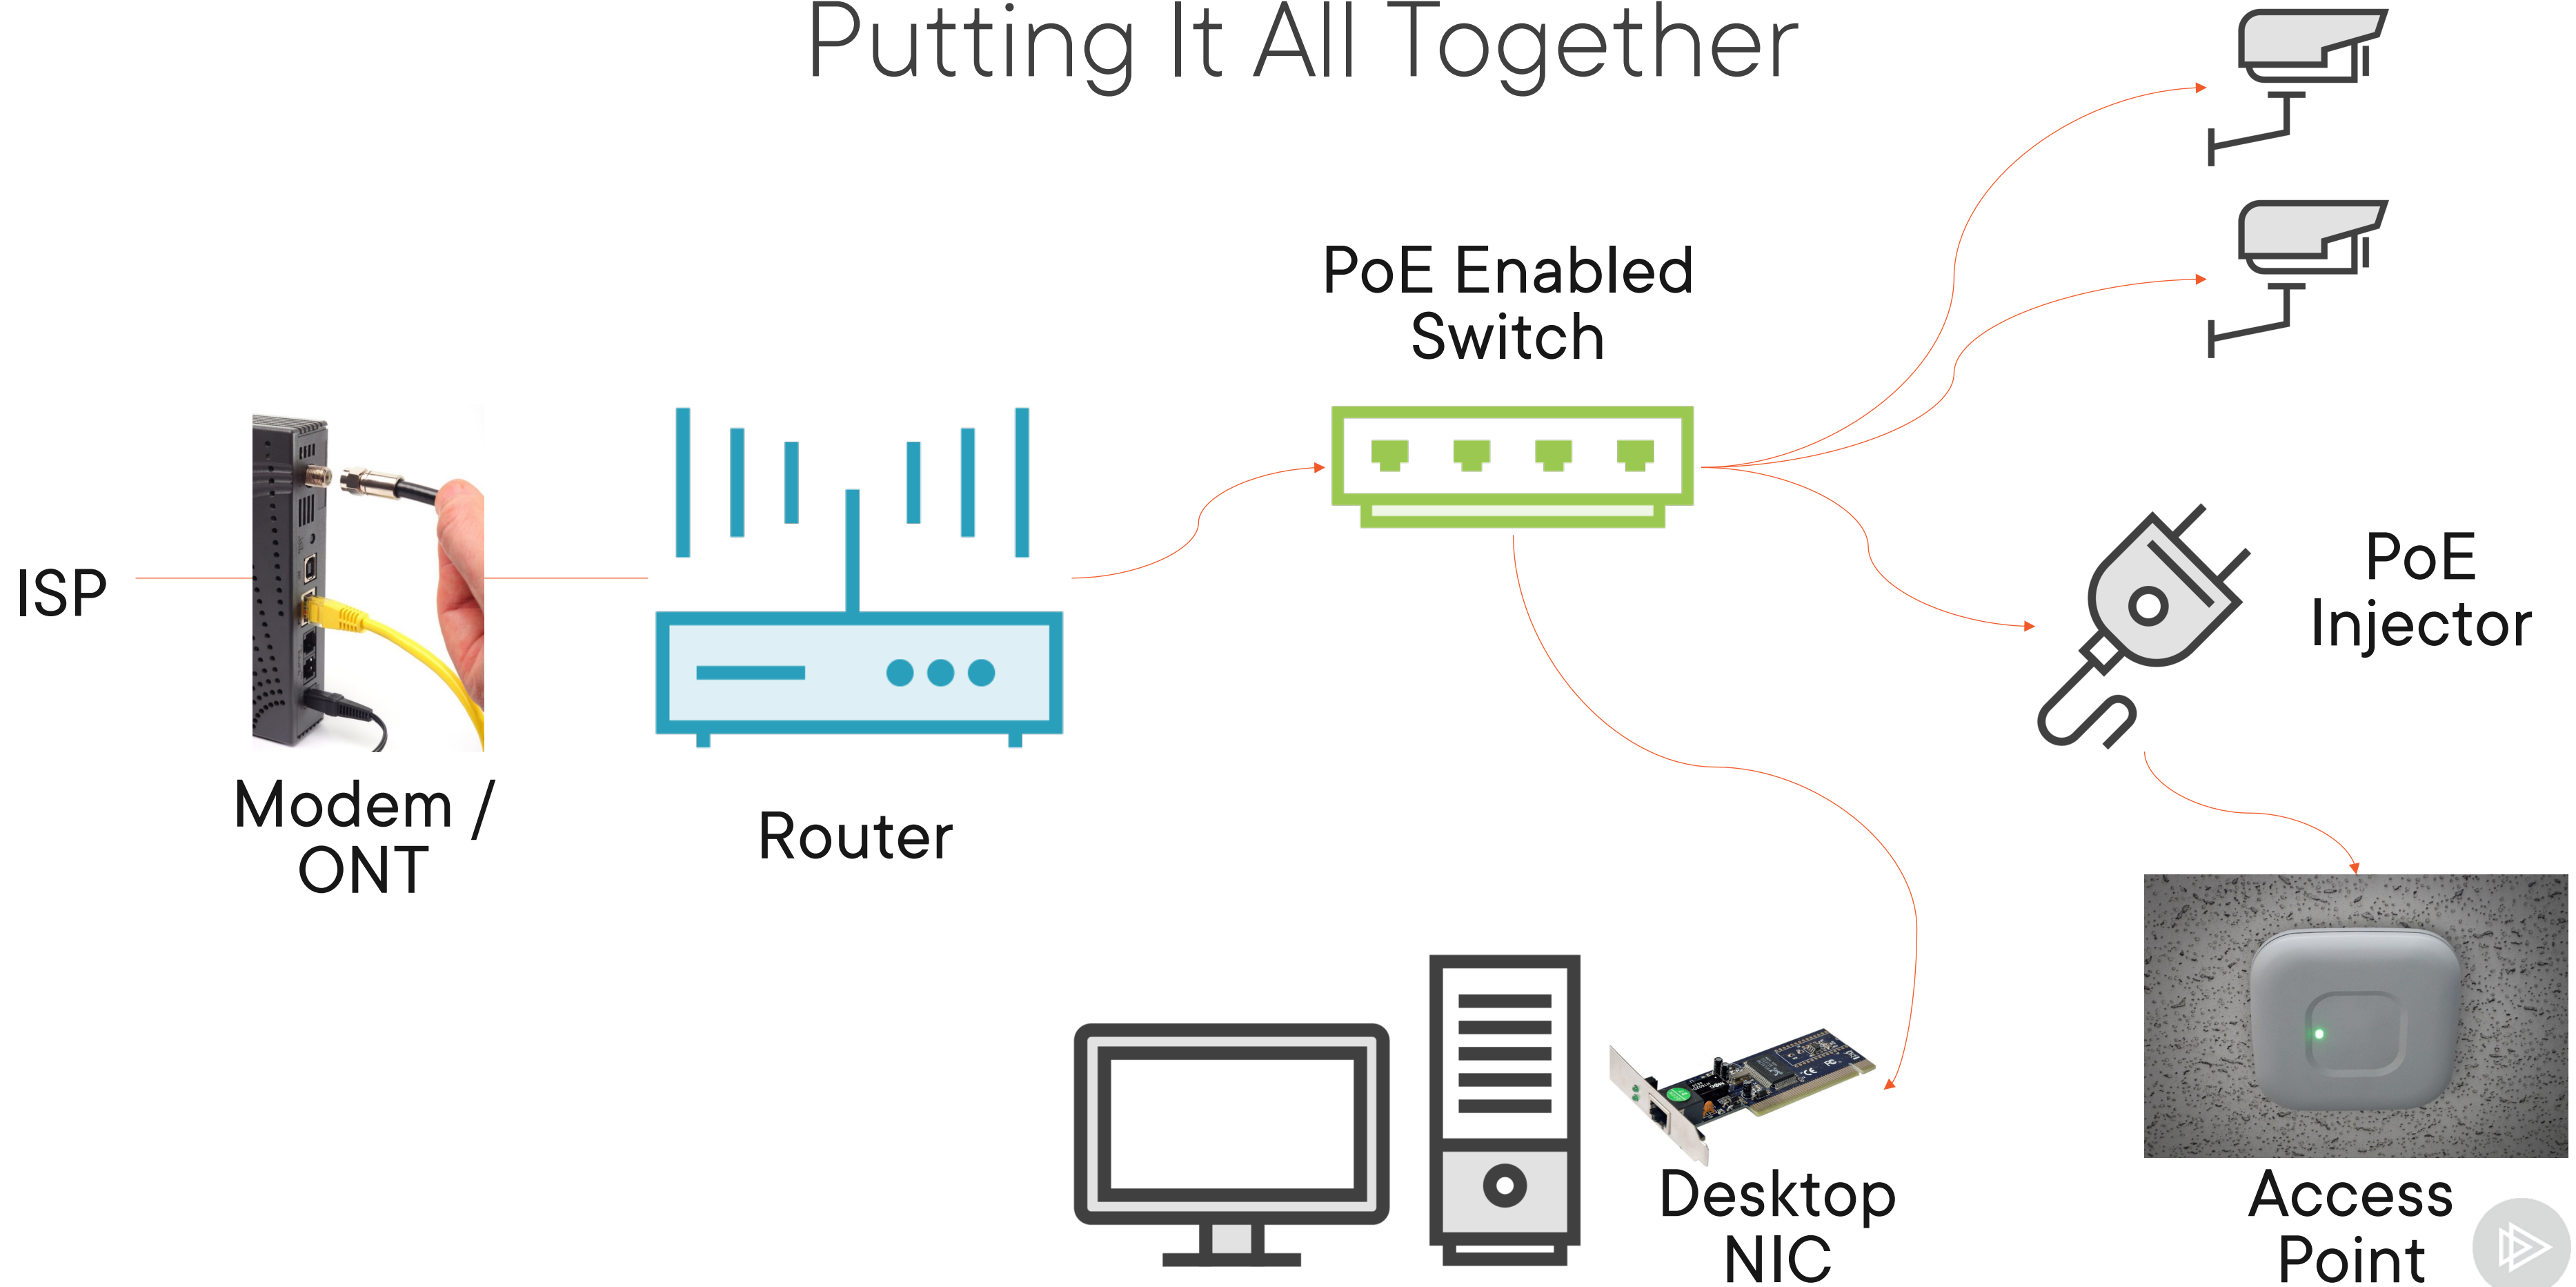 Putting It All Together
PoE Enabled
Switch
ISP
PoE
Injector
Modem /
ONT
Router
Desktop
NIC
Access
Point